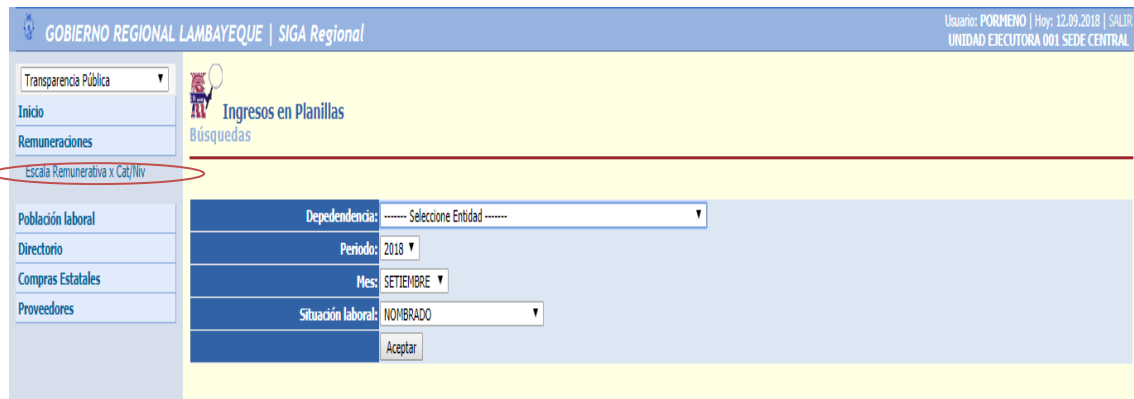 GOBIERNO REGIONAL LAMBAYEQUE | SIGA Regional
Usuario: PORMENO | Hoy: 12.09.2018 | SALIR
UNIDAD EJECUTORA 001 SEDE CENTRAL
Transparencia Pública
Inicio
Remuneraciones
Escala Remunerativa x Cat/Niv
Población laboral
Directorio
Compras Estatales
Proveedores
Ingresos en Planillas
Búsquedas
Depedendencia: ------- Seleccione Entidad -------
Periodo: 2018
Mes: SETIEMBRE
Situación laboral: NOMBRADO
Aceptar